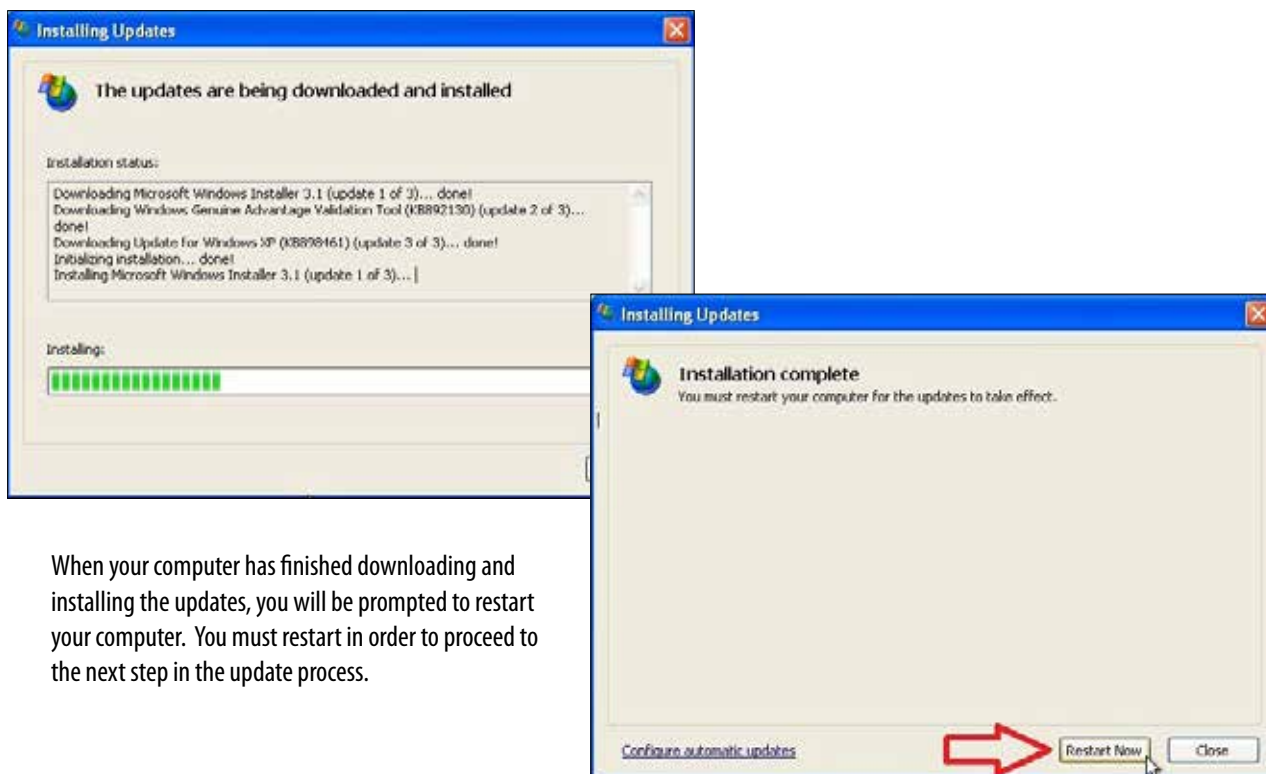 Installing Updates
The updates are being downloaded and installed
Installation status:
Downloading Microsoft Windows Installer 3.1 (update 1 of 3)... done!
Downloading Windows Genuine Advantage Validation Tool (KB892130) (update 2 of 3)...
done!
Downloading Update for Windows XP (KB898461) (update 3 of 3)... done!
Initializing installation... done!
Installing Microsoft Windows Installer 3.1 (update 1 of 3)...
Installing:
Installing Updates
Installation complete
You must restart your computer for the updates to take effect.
Configure automatic updates
Restart Now
Close
When your computer has finished downloading and
installing the updates, you will be prompted to restart
your computer. You must restart in order to proceed to
the next step in the update process.